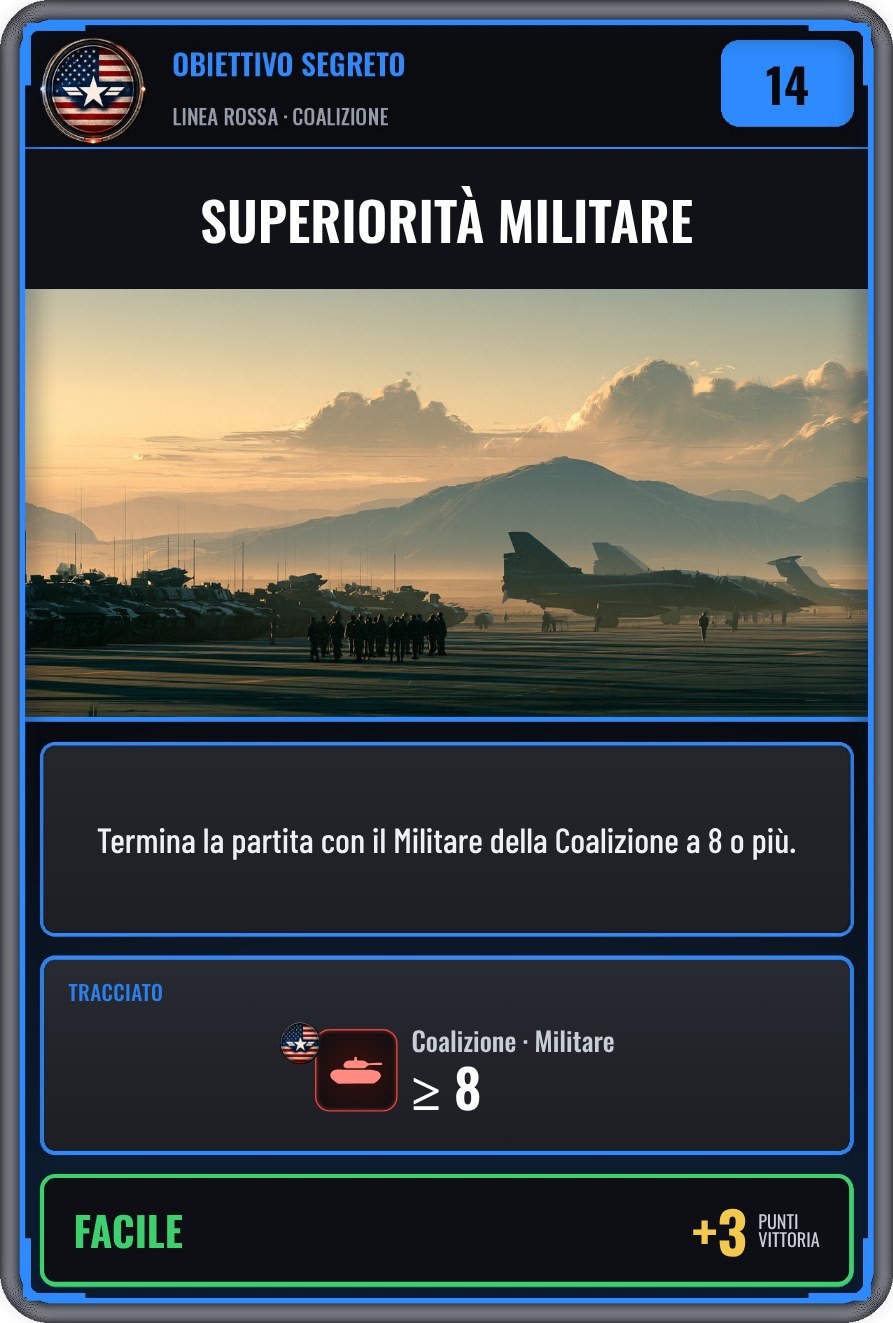 OBIETTIVO SEGRETO
LINEA ROSSA · COALIZIONE
14
SUPERIORITÀ MILITARE
Termina la partita con il Militare della Coalizione a 8 o più.
TRACCIATO
Coalizione · Militare
≥ 8
FACILE
+3 PUNTI
VITTORIA